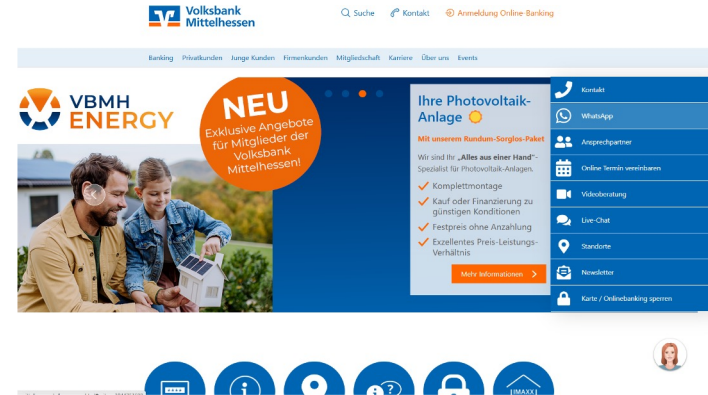 Volksbank
Mittelhessen
Suche
Kontakt
Anmeldung Online-Banking
Banking Privatkunden Junge Kunden Firmenkunden Mitgliedschaft Karriere Über uns Events
VBMH
ENERGY
NEU
Exklusive Angebote
für Mitglieder der
Volksbank
Mittelhessen!
Ihre Photovoltaik-
Anlage
Mit unserem Rundum-Sorglos-Paket
Wir sind Ihr „Alles aus einer Hand"-
Spezialist für Photovoltaik-Anlagen.
Komplettmontage
Kauf oder Finanzierung zu
günstigen Konditionen
Festpreis ohne Anzahlung
Exzellentes Preis-Leistungs-
Verhältnis
Mehr Informationen
Kontakt
WhatsApp
Ansprechpartner
Online Termin vereinbaren
Videoberatung
Live-Chat
Standorte
Newsletter
Karte / Onlinebanking sperren
IMAXX